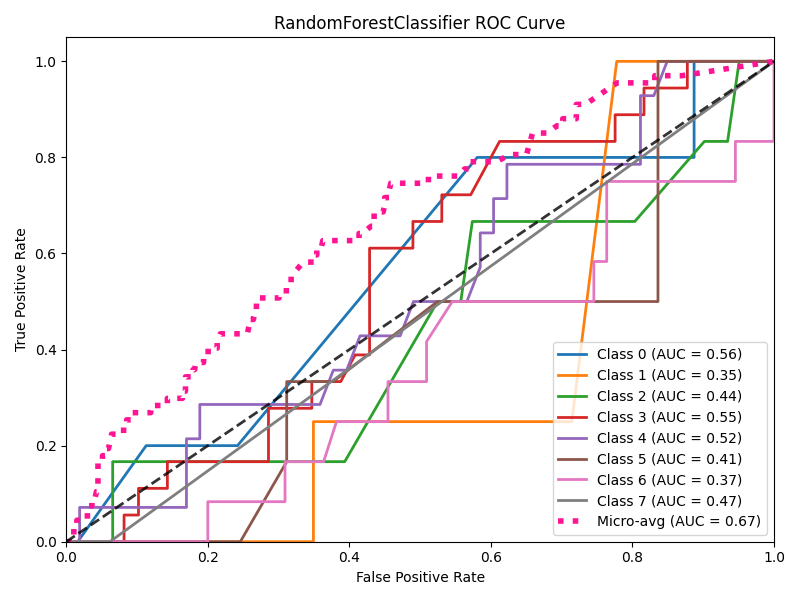 RandomForestClassifier ROC Curve
True Positive Rate
1.0
0.8
0.6
0.4
0.2
0.0
0.0 0.2 0.4 0.6 0.8 1.0
False Positive Rate
Class 0 (AUC = 0.56)
Class 1 (AUC = 0.35)
Class 2 (AUC = 0.44)
Class 3 (AUC = 0.55)
Class 4 (AUC = 0.52)
Class 5 (AUC = 0.41)
Class 6 (AUC = 0.37)
Class 7 (AUC = 0.47)
Micro-avg (AUC = 0.67)